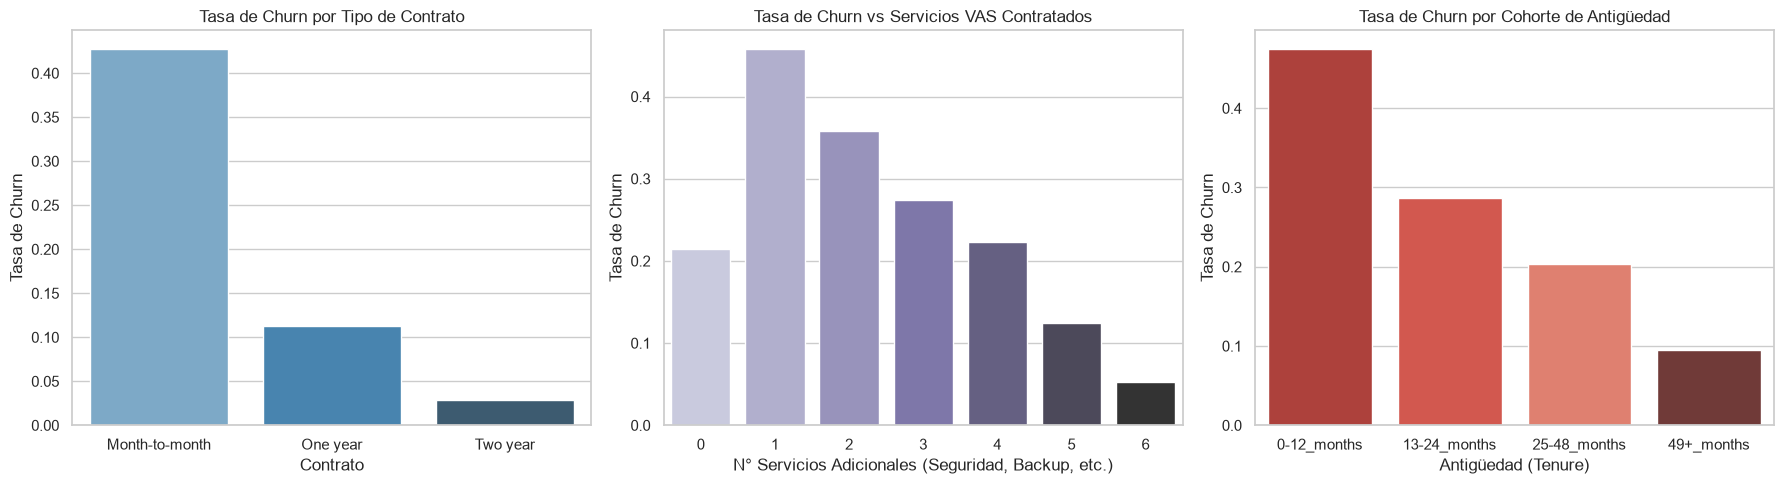 Tasa de Churn por Tipo de Contrato
Tasa de Churn
0.40
0.35
0.30
0.25
0.20
0.15
0.10
0.05
0.00
Month-to-month One year Two year
Contrato
Tasa de Churn vs Servicios VAS Contratados
Tasa de Churn
0.4
0.3
0.2
0.1
0.0
0 1 2 3 4 5 6
N° Servicios Adicionales (Seguridad, Backup, etc.)
Tasa de Churn por Cohorte de Antigüedad
Tasa de Churn
0.4
0.3
0.2
0.1
0.0
0-12_months 13-24_months 25-48_months 49+_months
Antigüedad (Tenure)